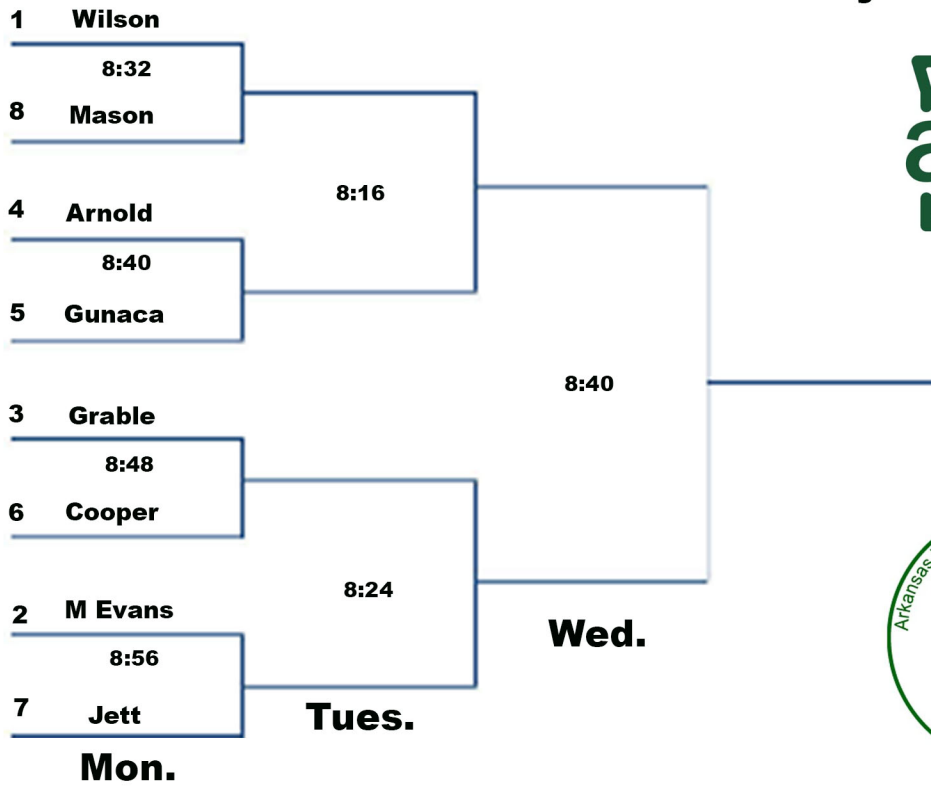 1 Wilson
8:32
8 Mason
8:16
4 Arnold
8:40
5 Gunaca
8:40
3 Grable
8:48
6 Cooper
8:24
2 M Evans
8:56
7 Jett
Wed.
Tues.
Mon.
Arkansas